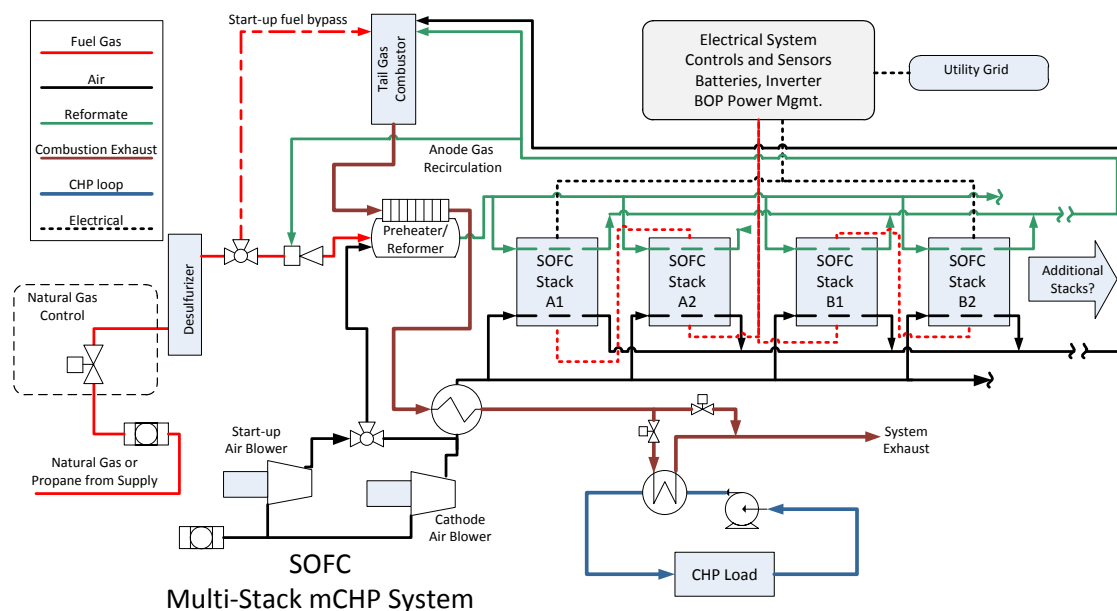 Fuel Gas
Air
Reformate
Combustion Exhaust
CHP loop
Electrical
Start-up fuel bypass
Tail Gas
Combustor
Electrical System
Controls and Sensors
Batteries, Inverter
BOP Power Mgmt.
Utility Grid
Anode Gas
Recirculation
Preheater/
Reformer
Desulfurizer
Natural Gas
Control
SOFC
Stack
A1
SOFC
Stack
A2
SOFC
Stack
B1
SOFC
Stack
B2
Additional
Stacks?
Natural Gas or
Propane from Supply
Start-up
Air Blower
Cathode
Air Blower
System
Exhaust
CHP Load
SOFC
Multi-Stack mCHP System